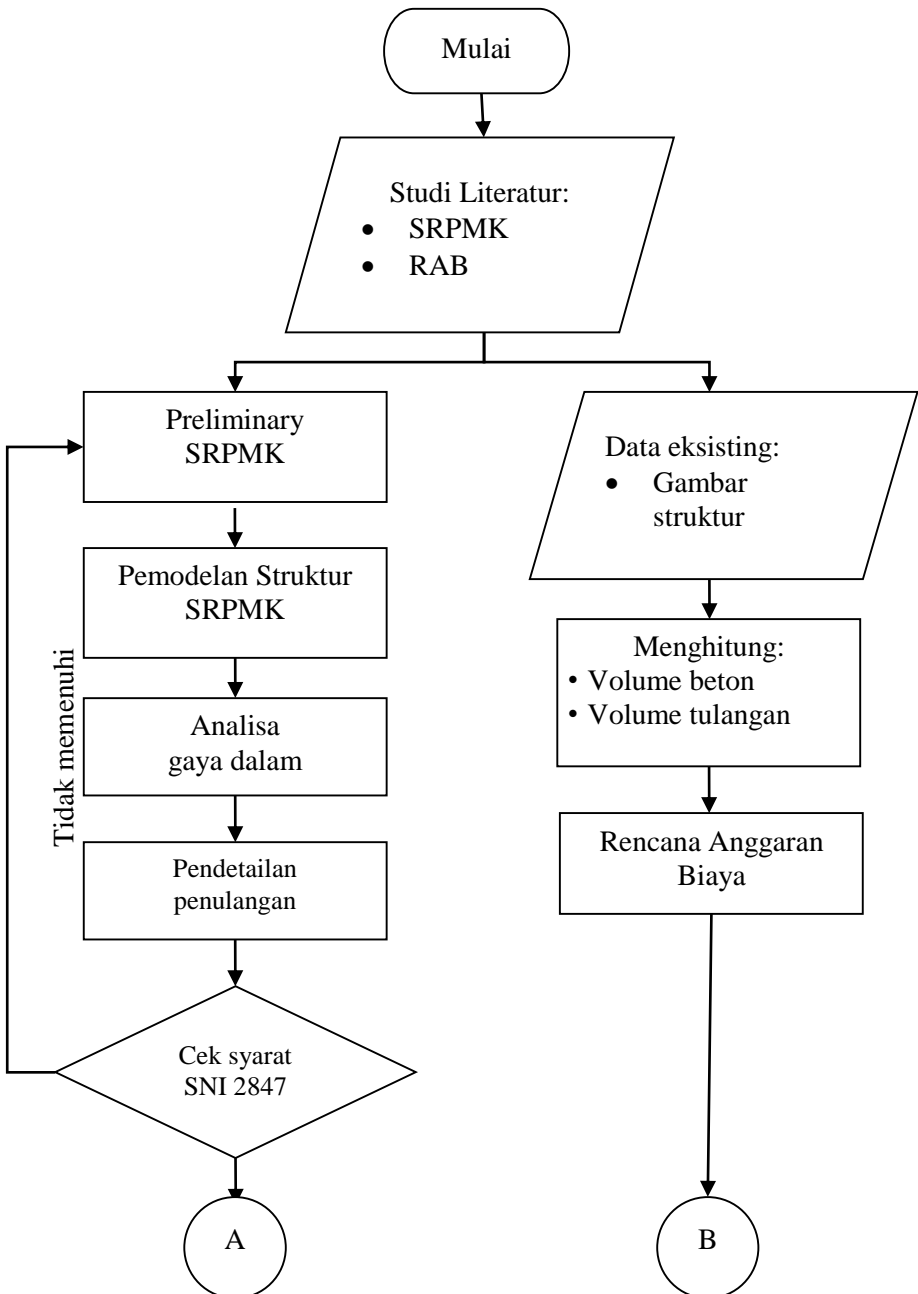 Mulai
Studi Literatur:
• SRPMK
• RAB
Preliminary
SRPMK
Pemodelan Struktur
SRPMK
Analisa
gaya dalam
Pendetailan
penulangan
Cek syarat
SNI 2847
Tidak memenuhi
A
Data eksisting:
• Gambar
struktur
Menghitung:
• Volume beton
• Volume tulangan
Rencana Anggaran
Biaya
B